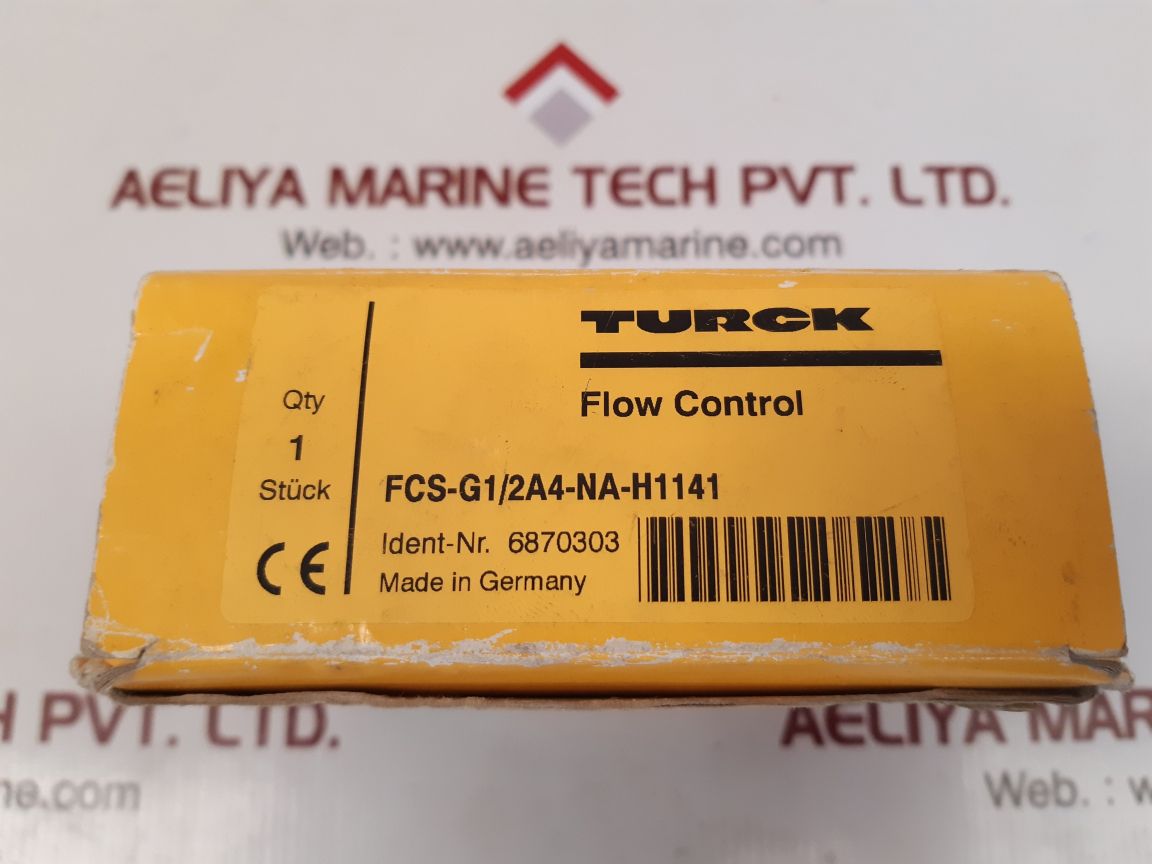 AELIYA MARINE TECH PVT. LTD.
Web. : www.aeliyamarine.com
TURCK
Flow Control
Qty
1
Stück
FCS-G1/2A4-NA-H1141
Ident-Nr. 6870303
Made in Germany
CE
H PVT. LTD.
ne.com
AELIYA MAR
Web. : w